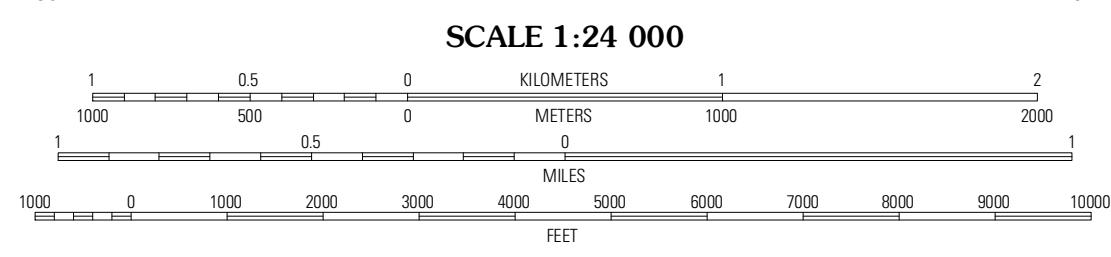 SCALE 1:24 000
1 0.5 0 KILOMETERS 1 2
1000 500 0 METERS 1000 2000
1 0.5 0 1
MILES
1000 0 1000 2000 3000 4000 5000 6000 7000 8000 9000 10000
FEET